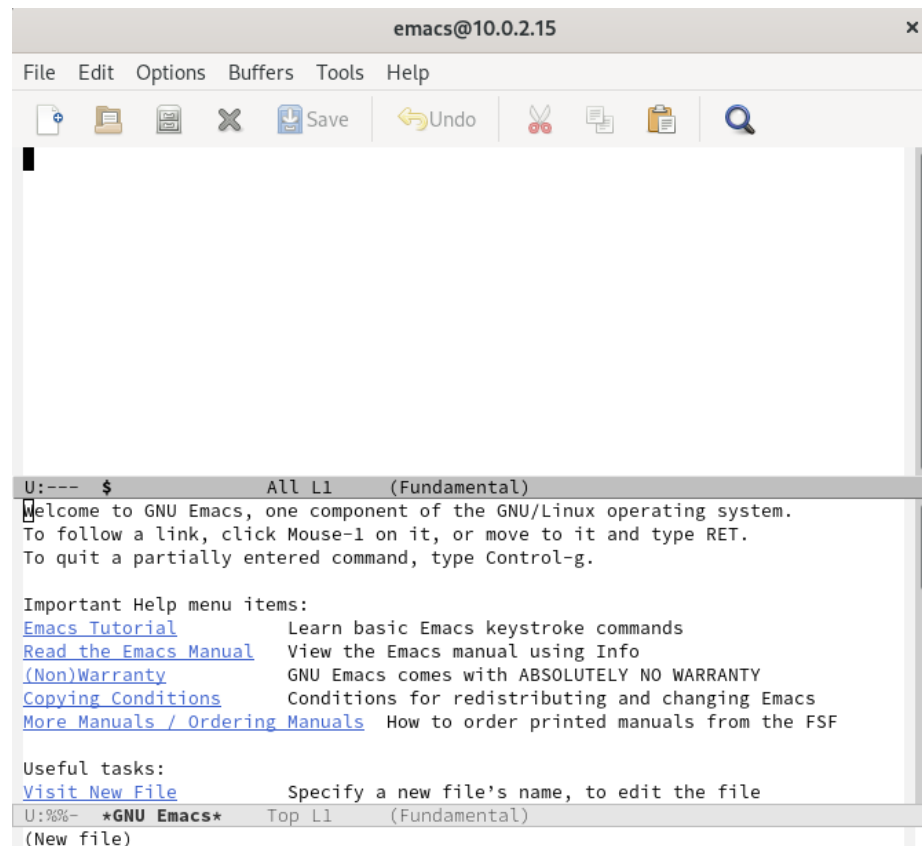 emacs@10.0.2.15 ×
File Edit Options Buffers Tools Help
Save Undo
U:--- $ All L1 (Fundamental)
Welcome to GNU Emacs, one component of the GNU/Linux operating system.
To follow a link, click Mouse-1 on it, or move to it and type RET.
To quit a partially entered command, type Control-g.
Important Help menu items:
Emacs Tutorial Learn basic Emacs keystroke commands
Read the Emacs Manual View the Emacs manual using Info
(Non)Warranty GNU Emacs comes with ABSOLUTELY NO WARRANTY
Copying Conditions Conditions for redistributing and changing Emacs
More Manuals / Ordering Manuals How to order printed manuals from the FSF
Useful tasks:
Visit New File Specify a new file’s name, to edit the file
U:%%- *GNU Emacs* Top L1 (Fundamental)
(New file)